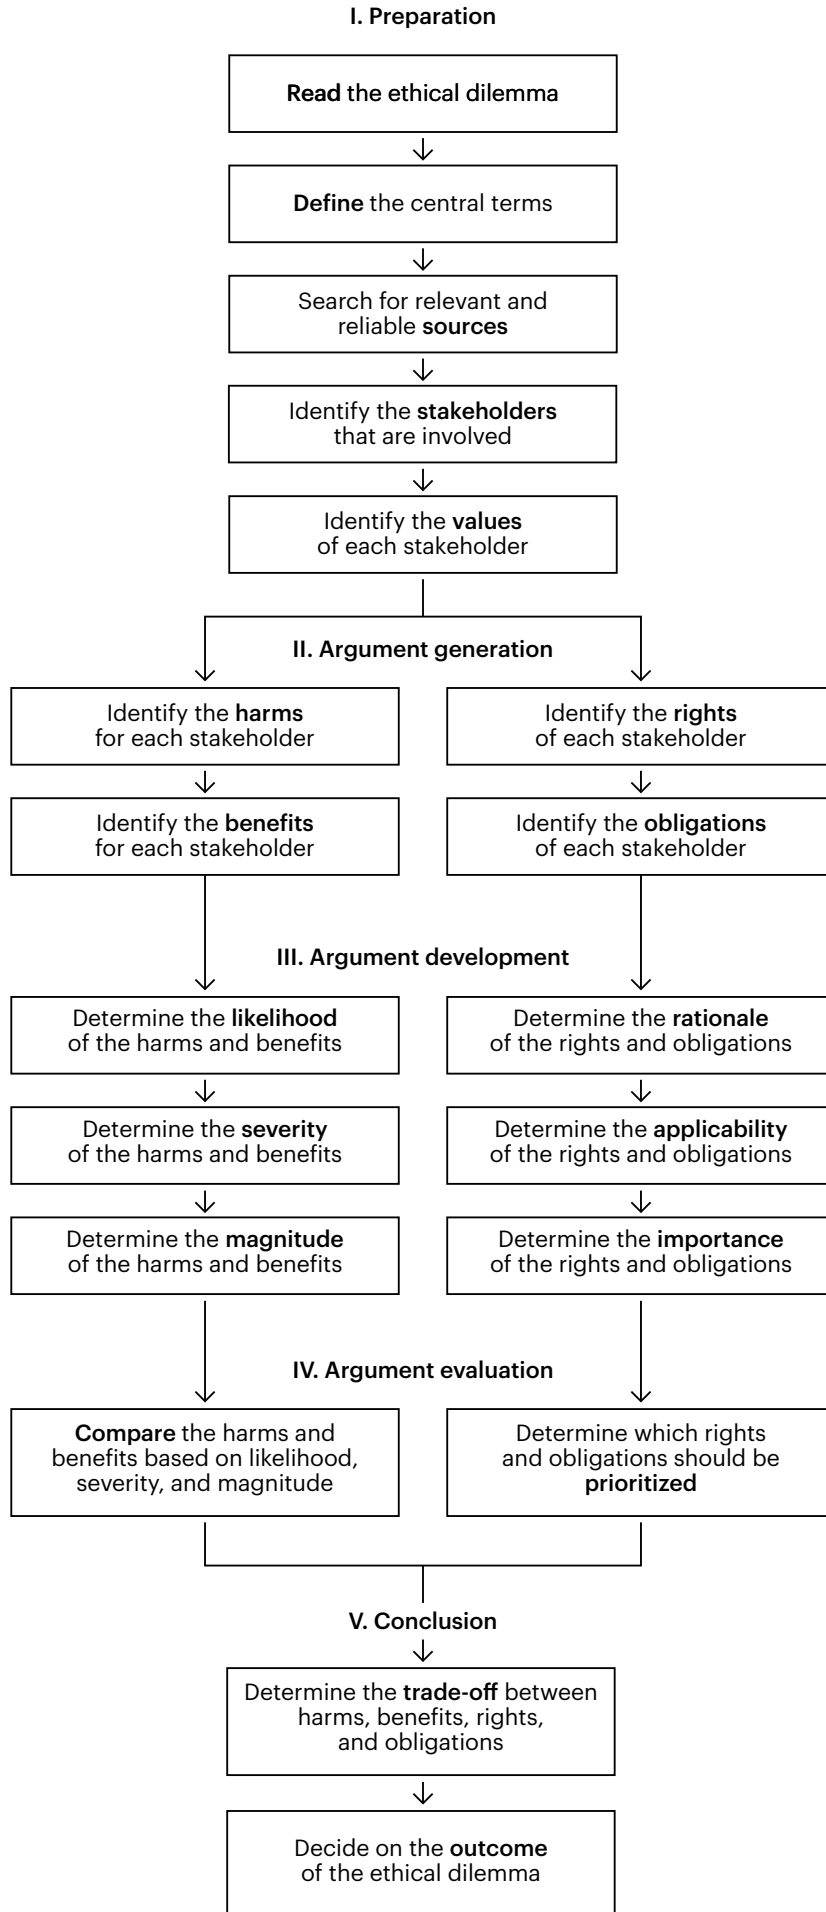 I. Preparation
Read the ethical dilemma
Define the central terms
Search for relevant and
reliable sources
Identify the stakeholders
that are involved
Identify the values
of each stakeholder
II. Argument generation
Identify the harms
for each stakeholder
Identify the rights
of each stakeholder
Identify the benefits
for each stakeholder
Identify the obligations
of each stakeholder
III. Argument development
Determine the likelihood
of the harms and benefits
Determine the rationale
of the rights and obligations
Determine the severity
of the harms and benefits
Determine the applicability
of the rights and obligations
Determine the magnitude
of the harms and benefits
Determine the importance
of the rights and obligations
IV. Argument evaluation
Compare the harms and
benefits based on likelihood,
severity, and magnitude
Determine which rights
and obligations should be
prioritized
V. Conclusion
Determine the trade-off between
harms, benefits, rights,
and obligations
Decide on the outcome
of the ethical dilemma